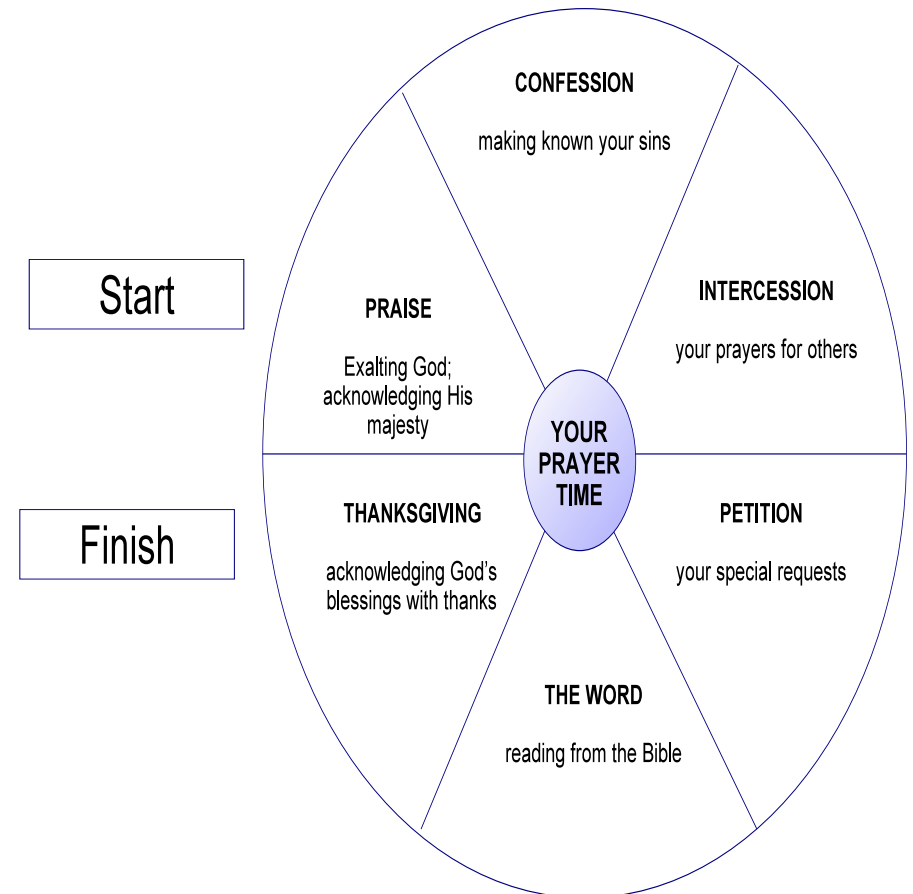 Start
PRAISE
Exalting God;
acknowledging His
majesty
CONFESSION
making known your sins
INTERCESSION
your prayers for others
PETITION
your special requests
THE WORD
reading from the Bible
THANKSGIVING
acknowledging God's
blessings with thanks
Finish
YOUR
PRAYER
TIME